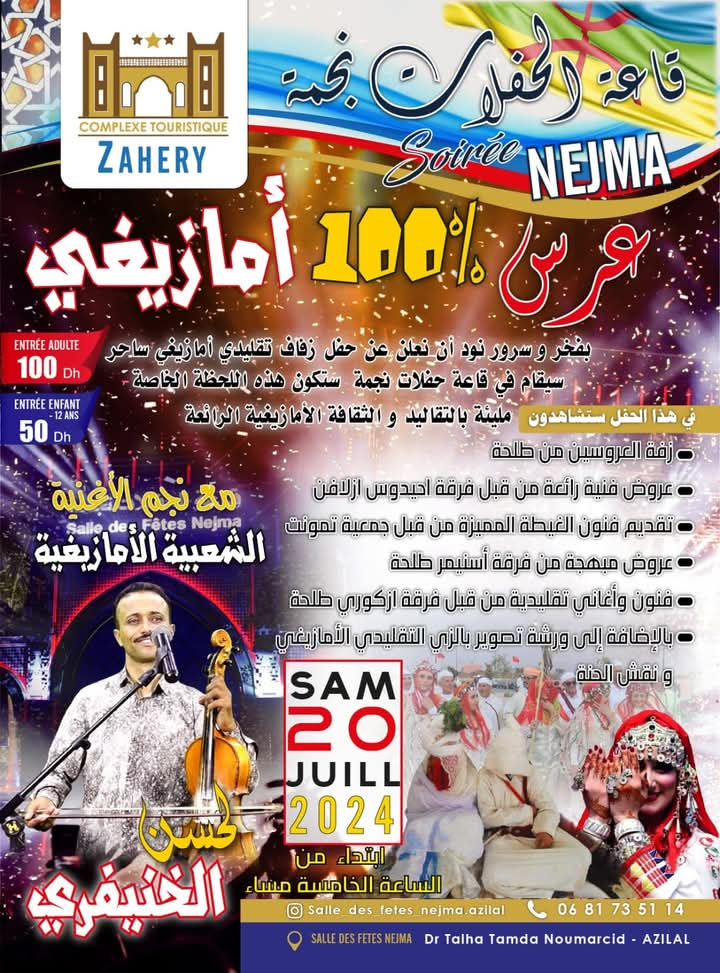 COMPLEXE TOURISTIQUE
ZAHERY
قاعة الحفلات نجمة
Soirée NEJMA
عرس 100% أمازيغي
ENTRÉE ADULTE
100 Dh
ENTRÉE ENFANT
- 12 ANS
50 Dh
بفخر و سرور نود أن نعلن عن حفل زفاف تقليدي أمازيغي ساحر
سيقام في قاعة حفلات نجمة ستكون هذه اللحظة الخاصة
مليئة بالتقاليد و الثقافة الأمازيغية الرائعة
في هذا الحفل ستشاهدون
زفة العروسين من طلحة
عروض فنية رائعة من قبل فرقة احيدوس ازلافن
تقديم فنون الغيطة المميزة من قبل جمعية تمونت
عروض مبهجة من فرقة أسنيمر طلحة
فنون وأغاني تقليدية من قبل فرقة ازكوري طلحة
بالإضافة إلى ورشة تصوير بالزي التقليدي الأمازيغي
و نقش الحنة
مع نجم الأغنية
Salle des Fêtes Nejma
الشعبية الأمازيغية
SAM
20
JUILL
2024
ابتداء من
الساعة الخامسة مساء
لحسن
الخنيفري
Salle_des_fetes_nejma.azilal
06 81 73 51 14
SALLE DES FETES NEJMA Dr Talha Tamda Noumarcid - AZILAL